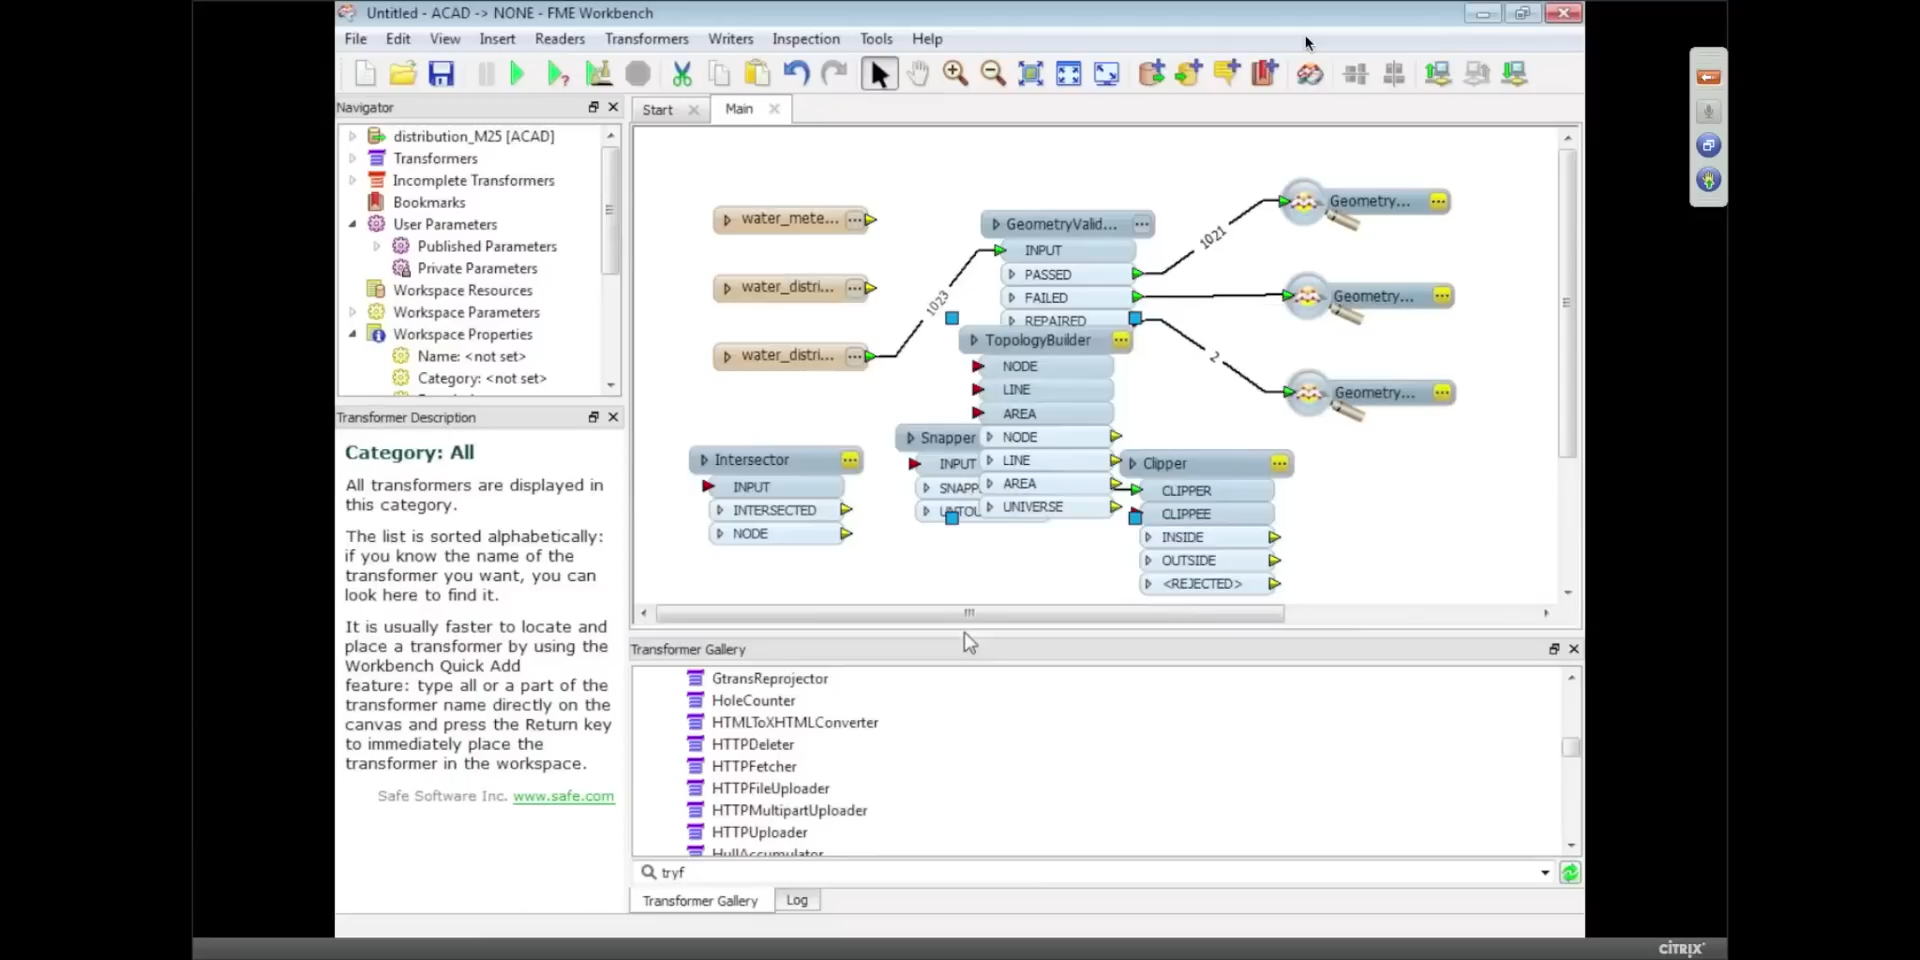 Untitled - ACAD -> NONE - FME Workbench
File Edit View Insert Readers Transformers Writers Inspection Tools Help
Navigator
distribution_M25 [ACAD]
Transformers
Incomplete Transformers
Bookmarks
User Parameters
Published Parameters
Private Parameters
Workspace Resources
Workspace Parameters
Workspace Properties
Name: <not set>
Category: <not set>
Transformer Description
Category: All
All transformers are displayed in
this category.
The list is sorted alphabetically:
if you know the name of the
transformer you want, you can
look here to find it.
It is usually faster to locate and
place a transformer by using the
Workbench Quick Add
feature: type all or a part of the
transformer name directly on the
canvas and press the Return key
to immediately place the
transformer in the workspace.
Safe Software Inc. www.safe.com
Start Main
water_mete...
water_distri...
water_distri...
1023
GeometryValid...
INPUT
PASSED
FAILED
REPAIRED
1021
2
Geometry...
Geometry...
Geometry...
TopologyBuilder
NODE
LINE
AREA
NODE
LINE
AREA
UNIVERSE
Intersector
INPUT
INTERSECTED
NODE
Snapper
INPUT
SNAPP
Clipper
CLIPPER
CLIPPEE
INSIDE
OUTSIDE
<REJECTED>
Transformer Gallery
GtransReprojector
HoleCounter
HTMLToXHTMLConverter
HTTPDeleter
HTTPFetcher
HTTPFileUploader
HTTPMultipartUploader
HTTPUploader
HullAccumulator
tryf
Transformer Gallery Log
CITRIX